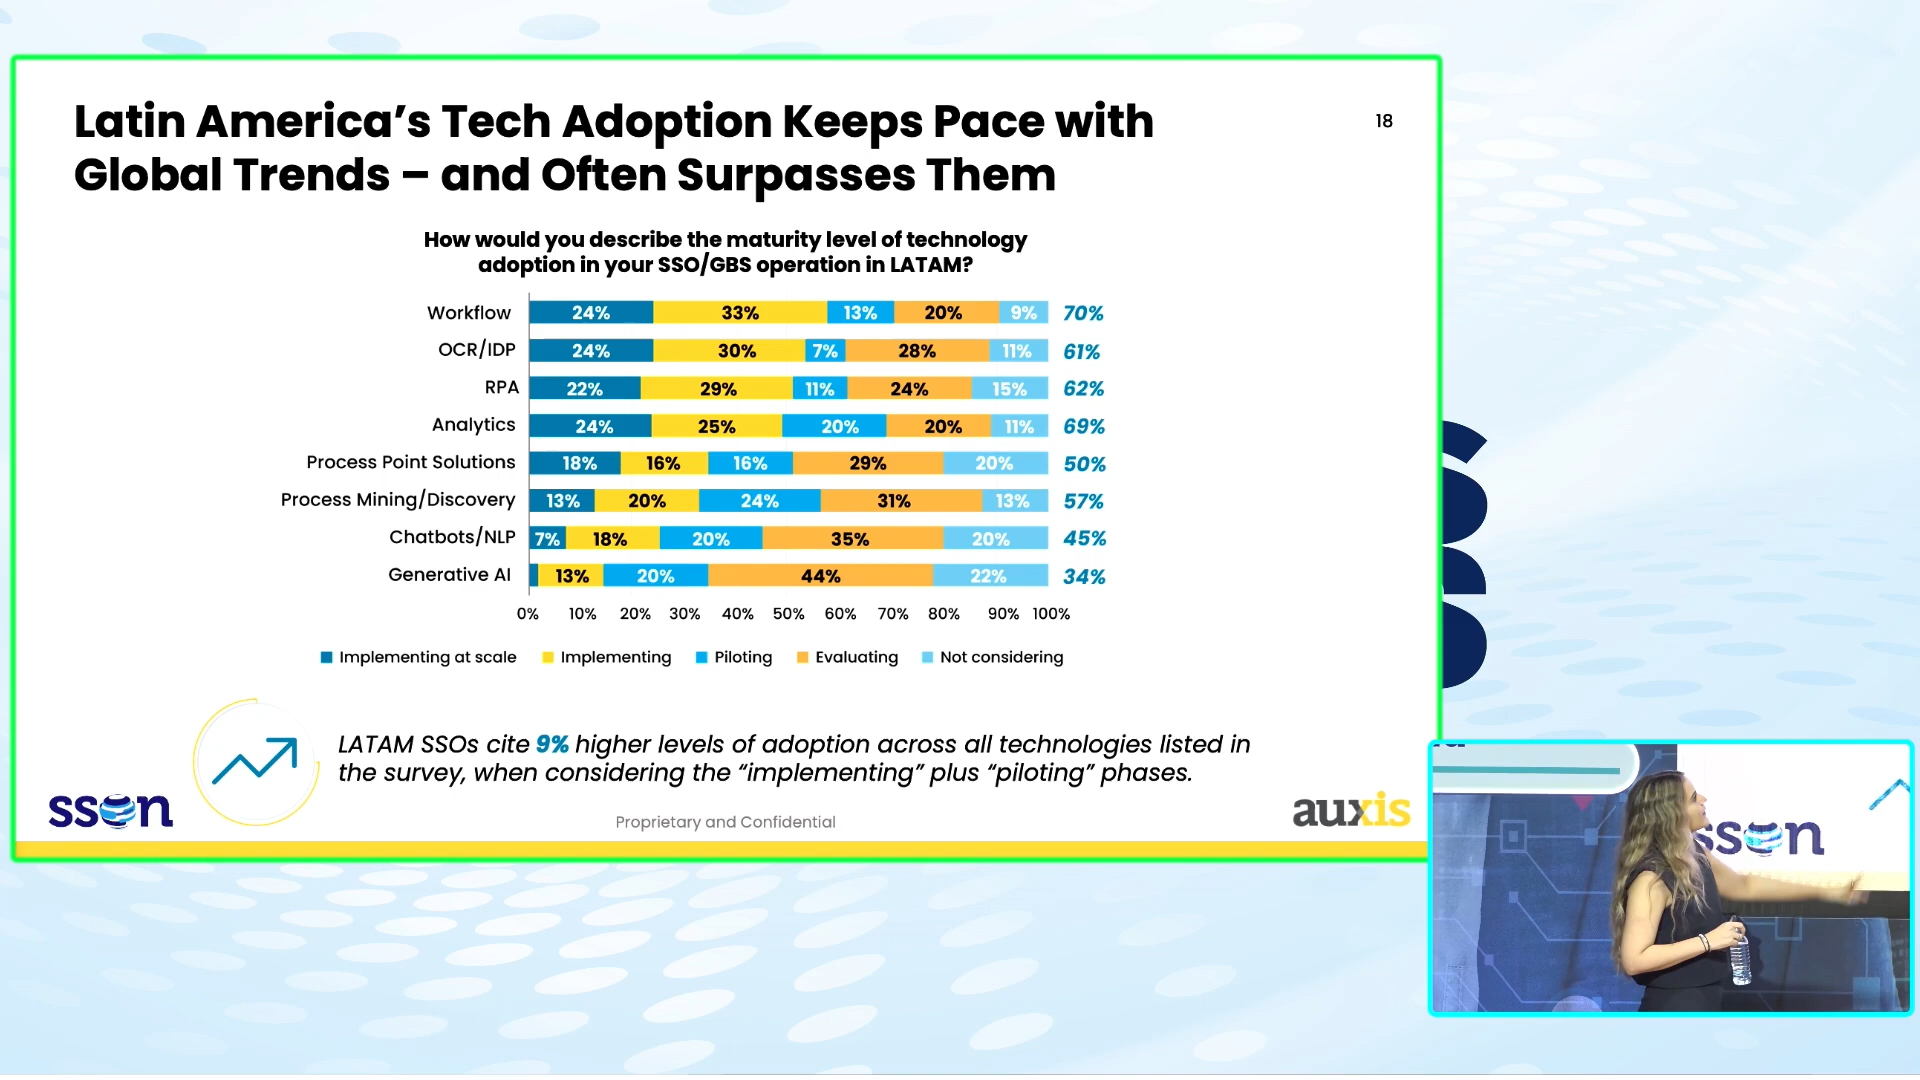 Latin America’s Tech Adoption Keeps Pace with
Global Trends – and Often Surpasses Them
18
How would you describe the maturity level of technology
adoption in your SSO/GBS operation in LATAM?
Workflow 24% 33% 13% 20% 9% 70%
OCR/IDP 24% 30% 7% 28% 11% 61%
RPA 22% 29% 11% 24% 15% 62%
Analytics 24% 25% 20% 20% 11% 69%
Process Point Solutions 18% 16% 16% 29% 20% 50%
Process Mining/Discovery 13% 20% 24% 31% 13% 57%
Chatbots/NLP 7% 18% 20% 35% 20% 45%
Generative AI 13% 20% 44% 22% 34%
0% 10% 20% 30% 40% 50% 60% 70% 80% 90% 100%
Implementing at scale Implementing Piloting Evaluating Not considering
LATAM SSOs cite 9% higher levels of adoption across all technologies listed in
the survey, when considering the “implementing” plus “piloting” phases.
sson
Proprietary and Confidential
auxis
sson